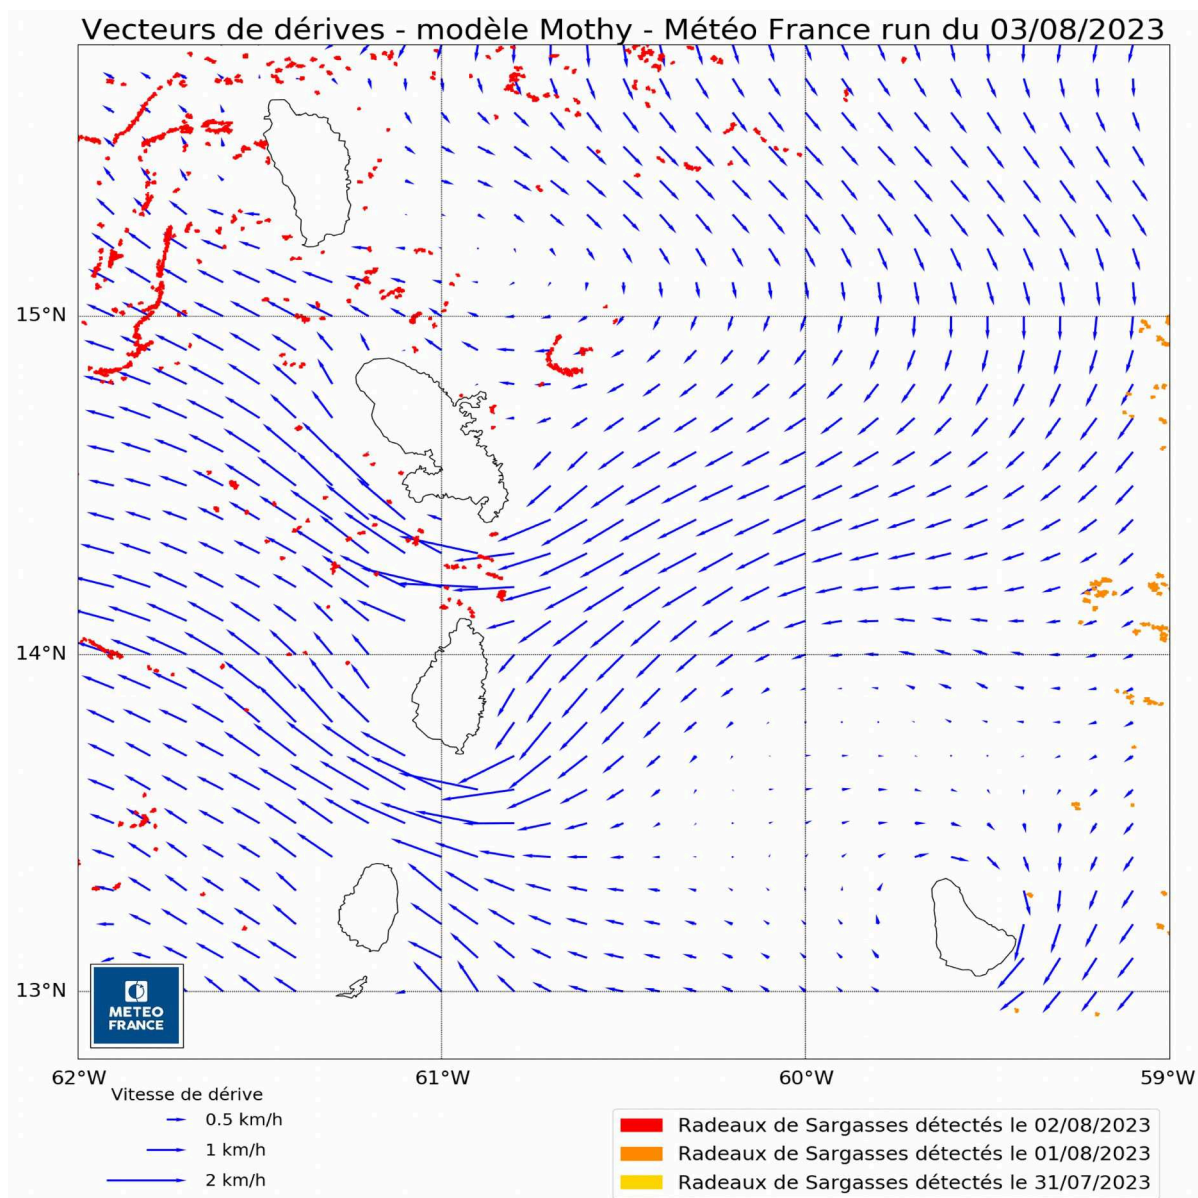 Vecteurs de dérives - modèle Mothy - Météo France run du 03/08/2023
15°N
14°N
13°N
METEO
FRANCE
62°W
61°W
60°W
59°W
Vitesse de dérive
0.5 km/h
1 km/h
2 km/h
Radeaux de Sargasses détectés le 02/08/2023
Radeaux de Sargasses détectés le 01/08/2023
Radeaux de Sargasses détectés le 31/07/2023